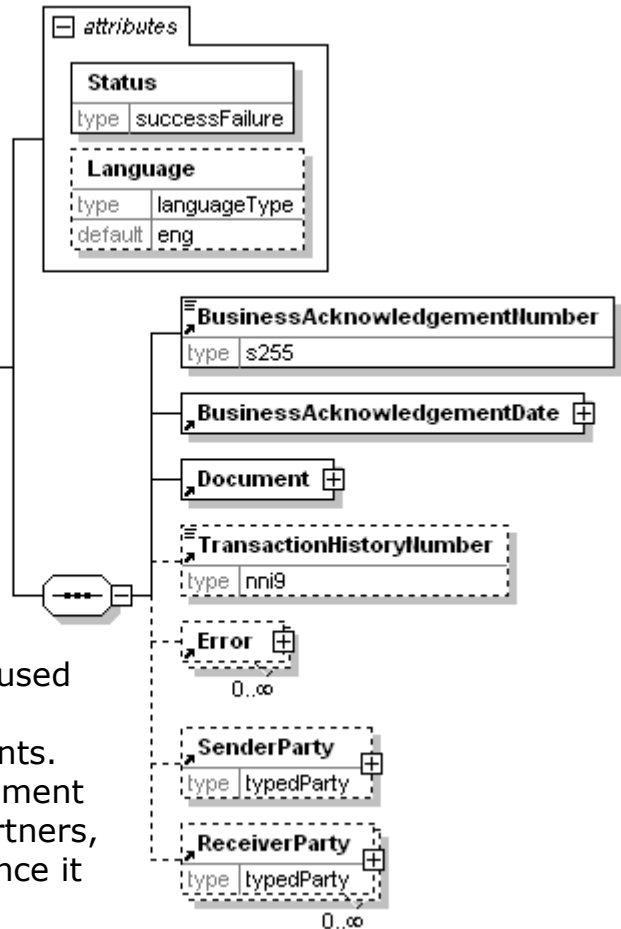 attributes
Status
type successFailure
Language
type languageType
default eng
BusinessAcknowledgementNumber
type s255
BusinessAcknowledgementDate
Document
TransactionHistoryNumber
type nni9
Error
0..∞
SenderParty
type typedParty
ReceiverParty
type typedParty
0..∞
used
nts.
ment
rtners,
nce it